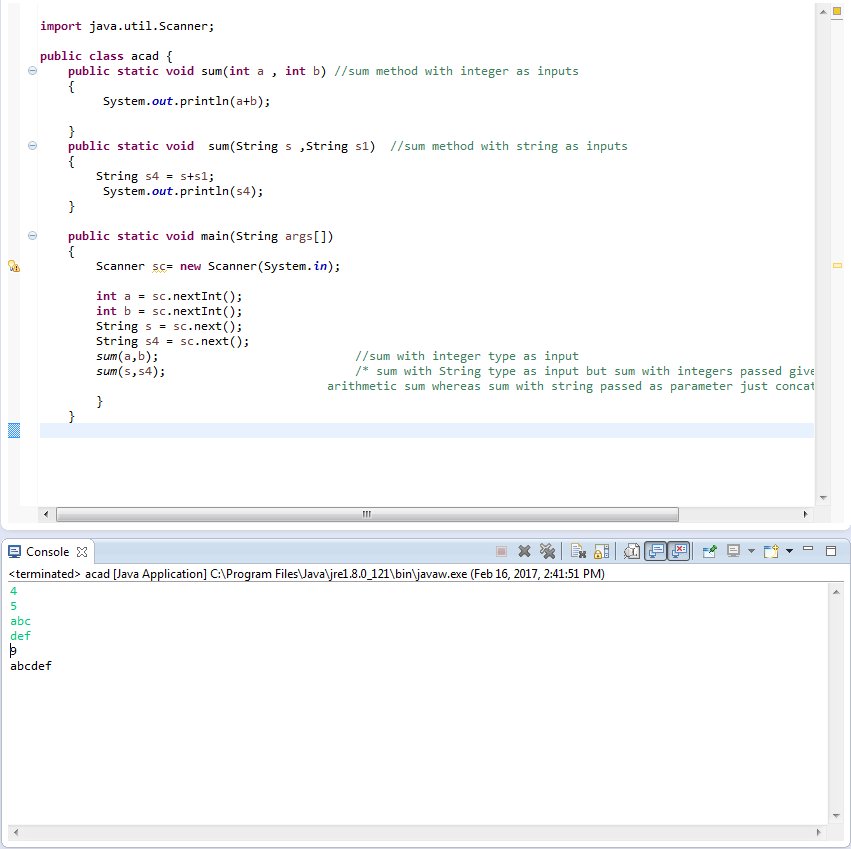 import java.util.Scanner;
public class acad {
public static void sum(int a , int b) //sum method with integer as inputs
{
System.out.println(a+b);
}
public static void  sum(String s ,String s1)  //sum method with string as inputs
{
String s4 = s+s1;
System.out.println(s4);
}
public static void main(String args[])
{
Scanner sc= new Scanner(System.in);
int a = sc.nextInt();
int b = sc.nextInt();
String s = sc.next();
String s4 = sc.next();
sum(a,b); //sum with integer type as input
sum(s,s4); /* sum with String type as input but sum with integers passed give
arithmetic sum whereas sum with string passed as parameter just concat
}
}
Console
<terminated> acad [Java Application] C:\Program Files\Java\jre1.8.0_121\bin\javaw.exe (Feb 16, 2017, 2:41:51 PM)
4
5
abc
def
9
abcdef